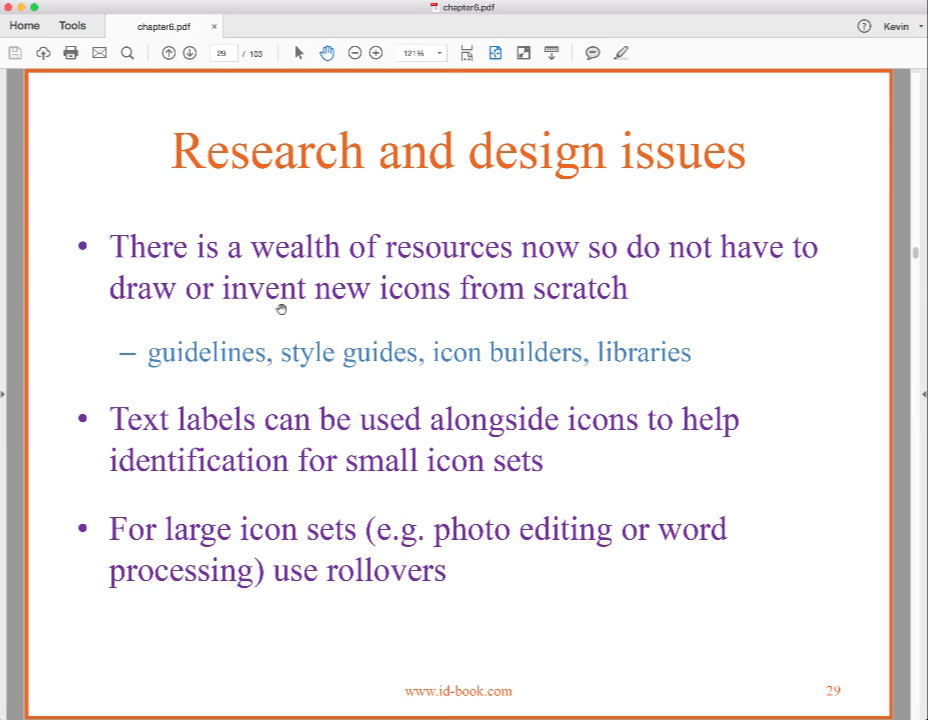 chapter6.pdf
Home Tools chapter6.pdf × Kevin
29 / 103 121%
Research and design issues
• There is a wealth of resources now so do not have to
draw or invent new icons from scratch
– guidelines, style guides, icon builders, libraries
• Text labels can be used alongside icons to help
identification for small icon sets
• For large icon sets (e.g. photo editing or word
processing) use rollovers
www.id-book.com 29